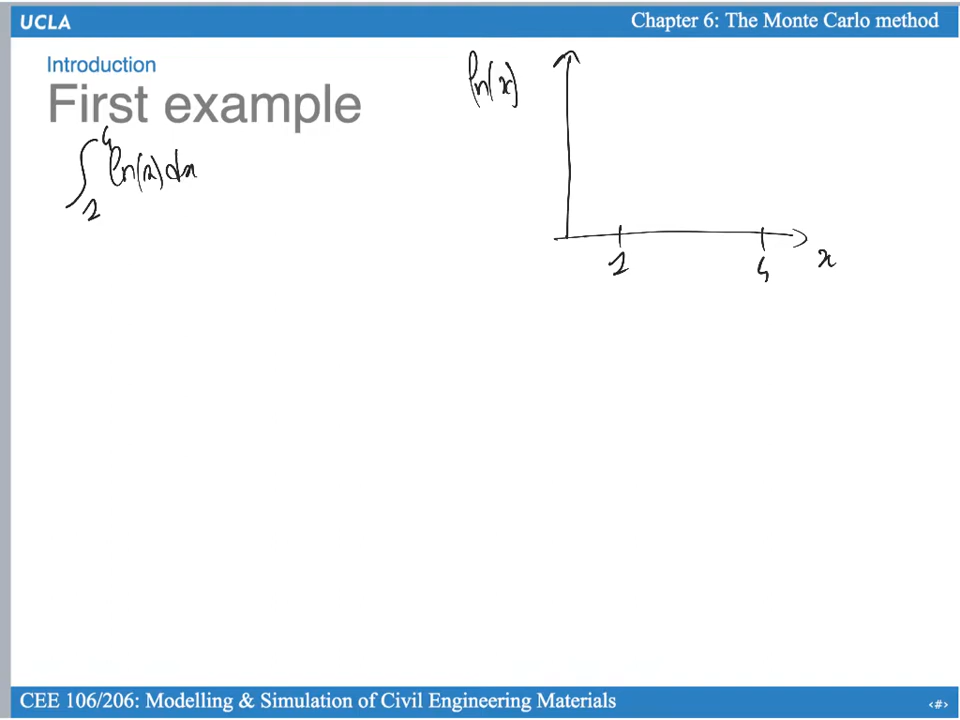 UCLA
Chapter 6: The Monte Carlo method
Introduction
First example
∫₁⁴ ln(x)dx
ln(x)
1
4
x
CEE 106/206: Modelling & Simulation of Civil Engineering Materials
‹#›